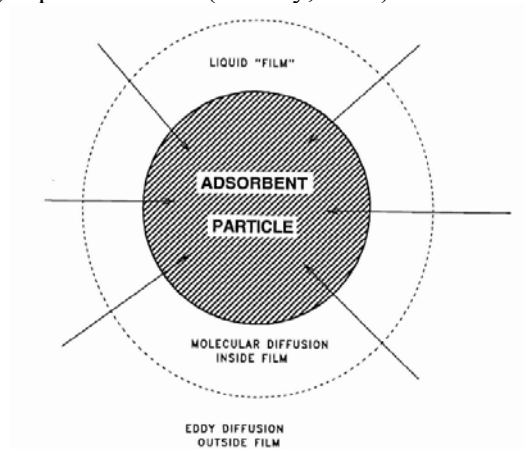 LIQUID "FILM"
ADSORBENT
PARTICLE
MOLECULAR DIFFUSION
INSIDE FILM
EDDY DIFFUSION
OUTSIDE FILM